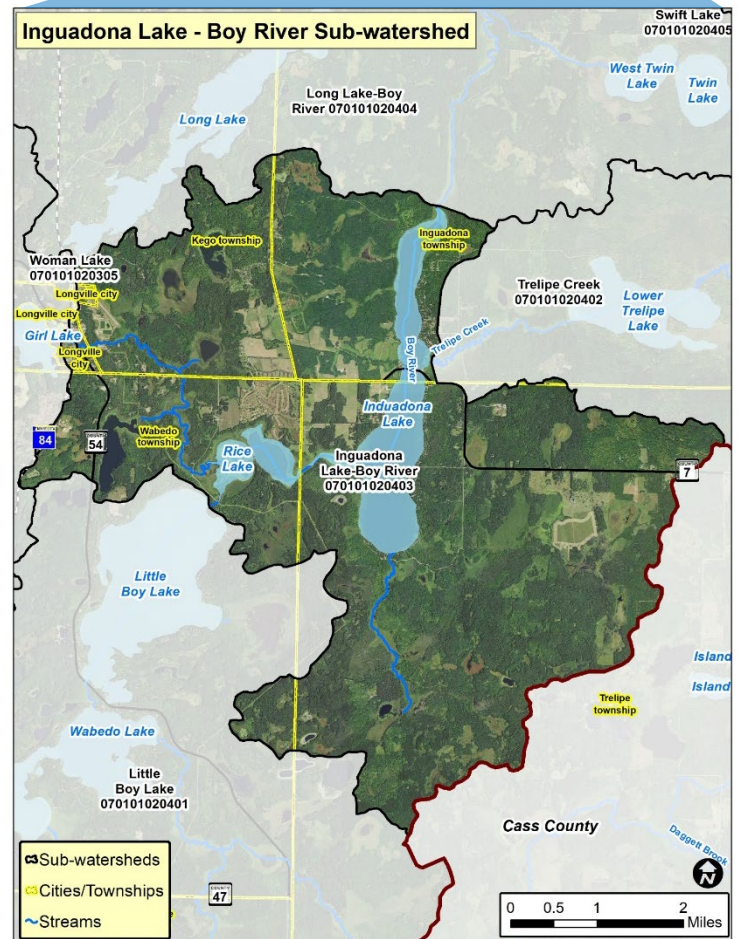 Inguadona Lake - Boy River Sub-watershed
Swift Lake
070101020405
West Twin
Lake
Twin
Lake
Long Lake-Boy
River 070101020404
Long Lake
Kego township
Inguadona
township
Woman Lake
070101020305
Longville city
Longville city
Girl Lake
Longville
city
Trelipe Creek
070101020402
Lower
Trelipe
Lake
Trelipe Creek
Boy River
Induadona
Lake
84
COUNTY
54
Wabedo
township
Rice
Lake
Inguadona
Lake-Boy River
070101020403
COUNTY
7
Little
Boy Lake
Island
Island
Trelipe
township
Wabedo Lake
Little
Boy Lake
070101020401
Cass County
Daggett Brook
Sub-watersheds
Cities/Townships
Streams
COUNTY
47
N
0 0.5 1 2
Miles